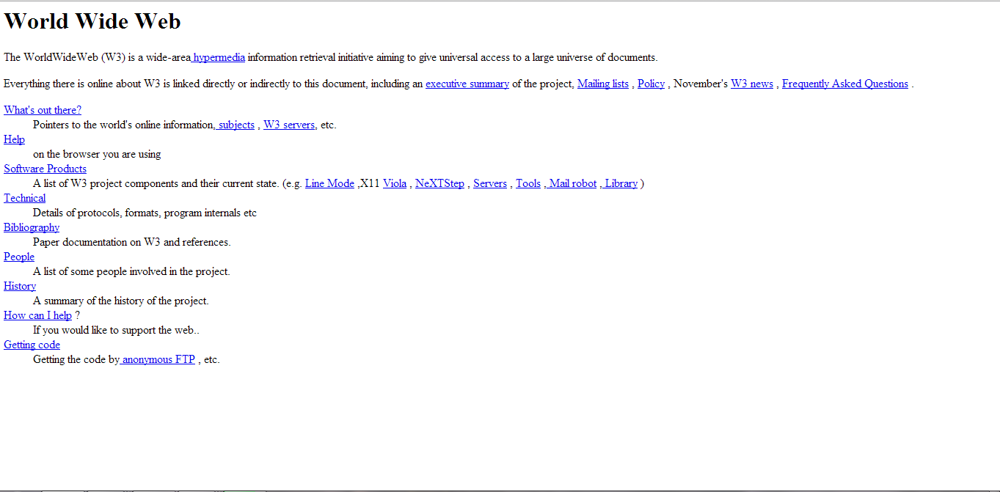 World Wide Web
The WorldWideWeb (W3) is a wide-area hypermedia information retrieval initiative aiming to give universal access to a large universe of documents.
Everything there is online about W3 is linked directly or indirectly to this document, including an executive summary of the project, Mailing lists , Policy , November's W3 news , Frequently Asked Questions .
What's out there?
Pointers to the world's online information, subjects , W3 servers, etc.
Help
on the browser you are using
Software Products
A list of W3 project components and their current state. (e.g. Line Mode ,X11 Viola , NeXTStep , Servers , Tools , Mail robot , Library )
Technical
Details of protocols, formats, program internals etc
Bibliography
Paper documentation on W3 and references.
People
A list of some people involved in the project.
History
A summary of the history of the project.
How can I help ?
If you would like to support the web..
Getting code
Getting the code by anonymous FTP , etc.